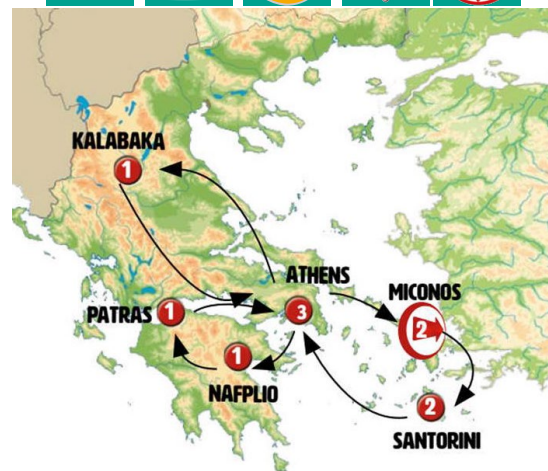 KALABAKA
1
ATHENS
MICONOS
PATRAS 1
3
2
1
NAFPLIO
2
SANTORINI